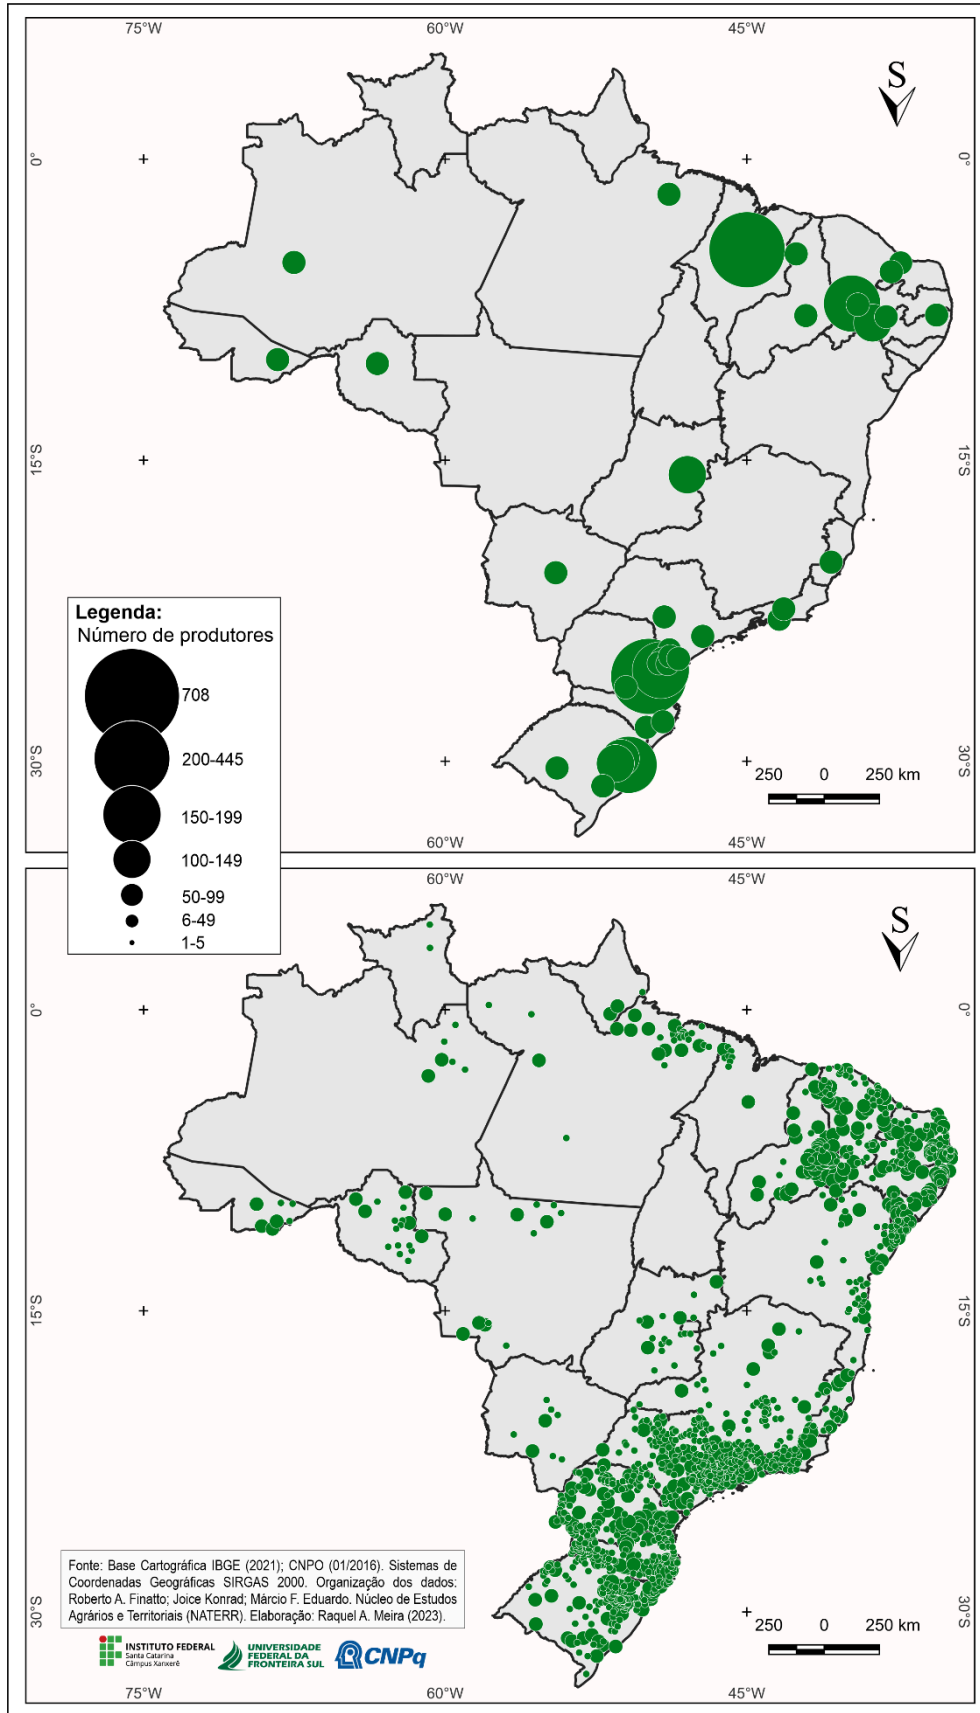 75°W 60°W 45°W
S
0° 0°
15°S 15°S
Legenda:
Número de produtores
708
200-445
150-199
100-149
50-99
6-49
1-5
30°S 30°S
250 0 250 km
60°W 45°W
60°W 45°W
S
0° 0°
15°S 15°S
Fonte: Base Cartográfica IBGE (2021); CNPO (01/2016). Sistemas de
Coordenadas Geográficas SIRGAS 2000. Organização dos dados:
Roberto A. Finatto; Joice Konrad; Márcio F. Eduardo. Núcleo de Estudos
Agrários e Territoriais (NATERR). Elaboração: Raquel A. Meira (2023).
30°S 30°S
250 0 250 km
INSTITUTO FEDERAL
Santa Catarina
Câmpus Xanxerê
UNIVERSIDADE
FEDERAL DA
FRONTEIRA SUL
CNPq
75°W 60°W 45°W